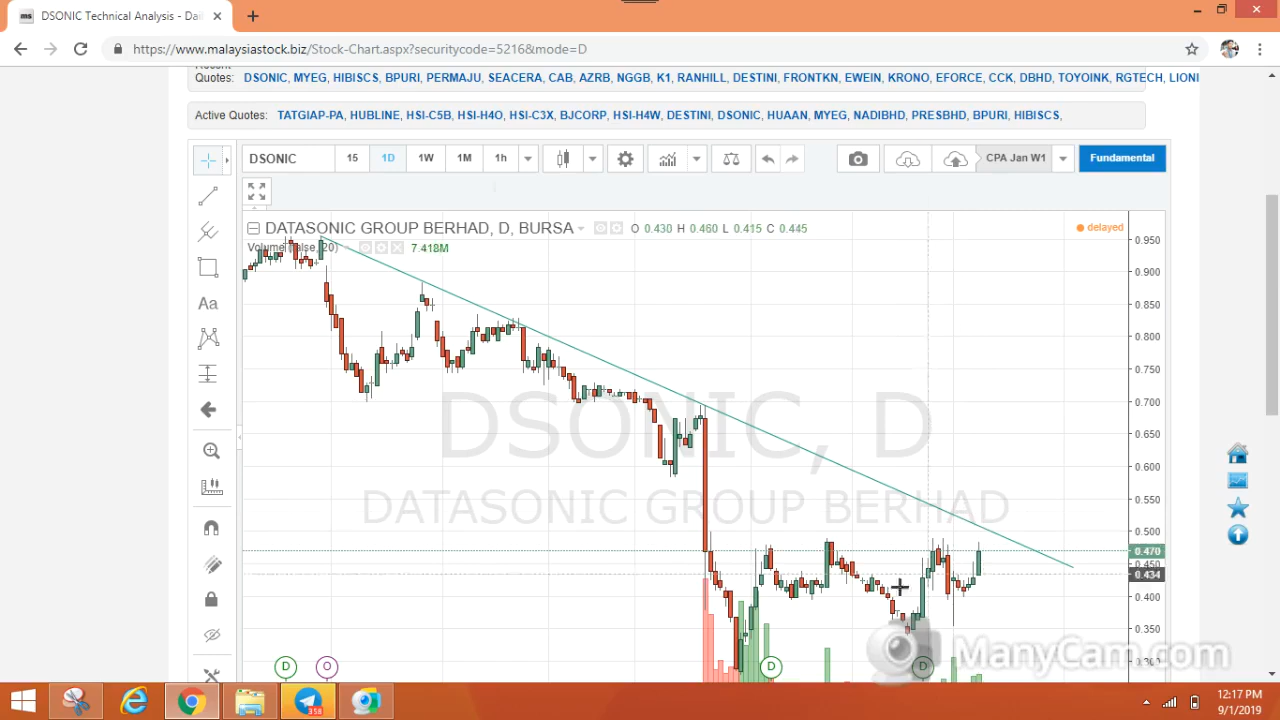 ms DSONIC Technical Analysis - Dai
https://www.malaysiastock.biz/Stock-Chart.aspx?securitycode=5216&mode=D
Quotes: DSONIC, MYEG, HIBISCS, BPURI, PERMAJU, SEACERA, CAB, AZRB, NGGB, K1, RANHILL, DESTINI, FRONTKN, EWEIN, KRONO, EFORCE, CCK, DBHD, TOYOINK, RGTECH, LIONI
Active Quotes: TATGIAP-PA, HUBLINE, HSI-C5B, HSI-H4O, HSI-C3X, BJCORP, HSI-H4W, DESTINI, DSONIC, HUAAN, MYEG, NADIBHD, PRESBHD, BPURI, HIBISCS,
DSONIC 15 1D 1W 1M 1h CPA Jan W1 Fundamental
DATASONIC GROUP BERHAD, D, BURSA O 0.430 H 0.460 L 0.415 C 0.445 delayed
Volume (false, 20) 7.418M
0.950
0.900
Aa
0.850
0.800
0.750
0.700
DSONIC, D
0.650
0.600
DATASONIC GROUP BERHAD
0.550
0.500
0.470
0.434
0.400
0.350
ManyCam.com
0.300
D O D D
358
12:17 PM
9/1/2019